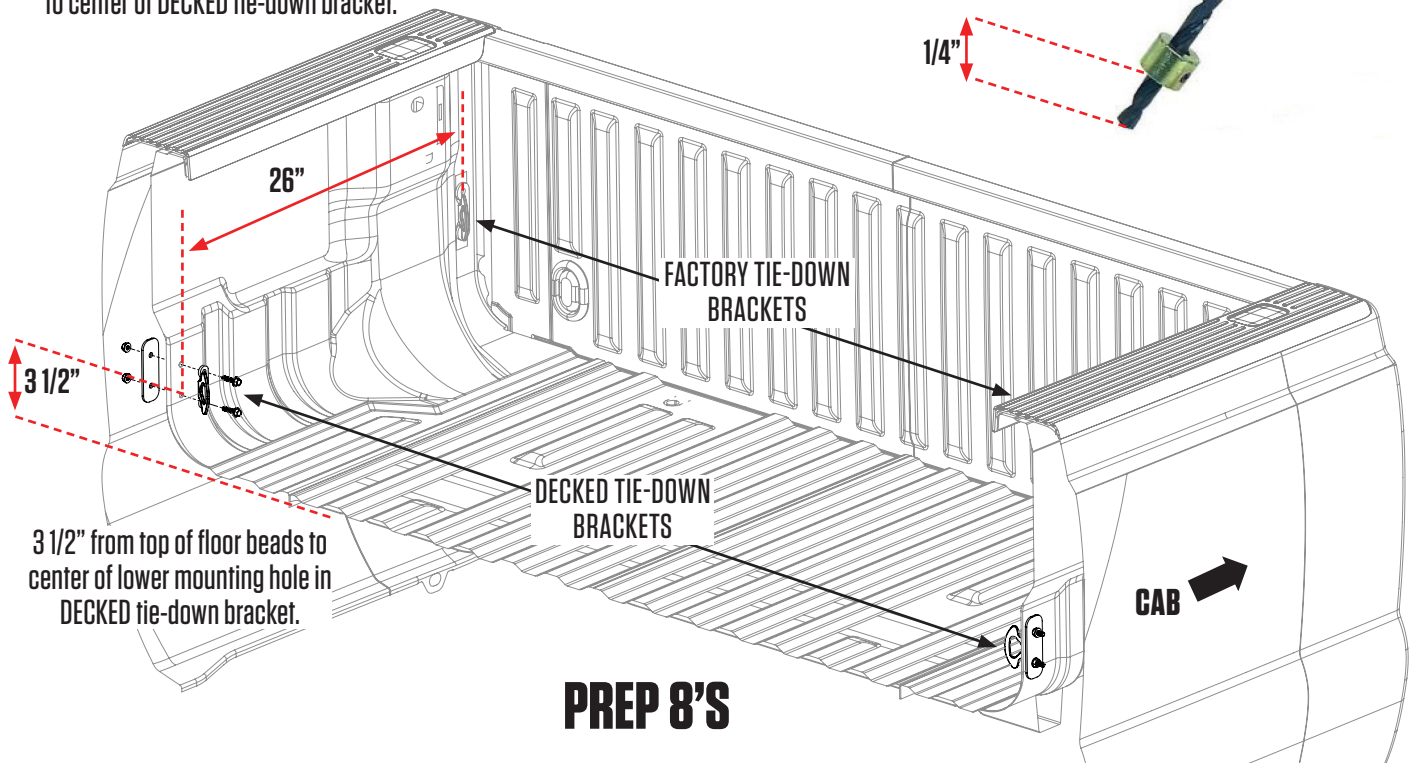 to center of DECKED tie-down bracket.
1/4”
26”
FACTORY TIE-DOWN
BRACKETS
3 1/2”
DECKED TIE-DOWN
BRACKETS
3 1/2” from top of floor beads to
center of lower mounting hole in
DECKED tie-down bracket.
CAB
PREP 8’S